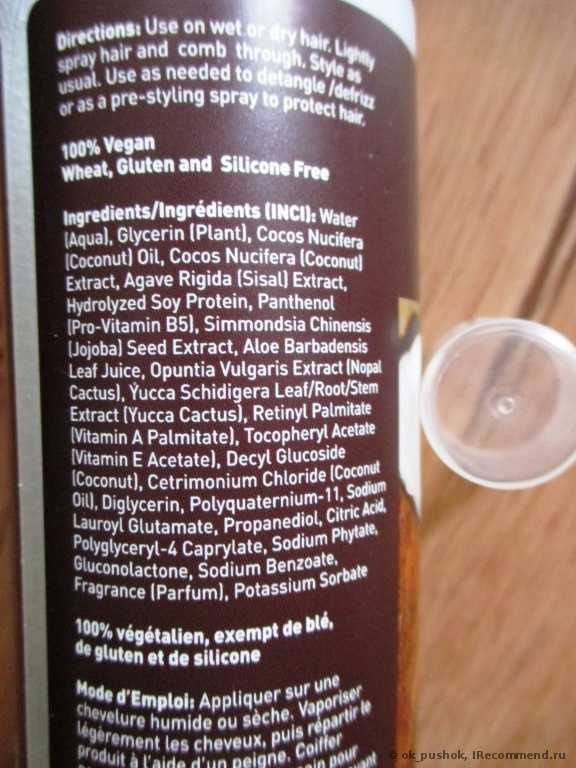 Directions: Use on wet or dry hair. Lightly
spray hair and comb through. Style as
usual. Use as needed to detangle /defrizz
or as a pre-styling spray to protect hair.
100% Vegan
Wheat, Gluten and Silicone Free
Ingredients/Ingrédients (INCI): Water
(Aqua), Glycerin (Plant), Cocos Nucifera
(Coconut) Oil, Cocos Nucifera (Coconut)
Extract, Agave Rigida (Sisal) Extract,
Hydrolyzed Soy Protein, Panthenol
(Pro-Vitamin B5), Simmondsia Chinensis
(Jojoba) Seed Extract, Aloe Barbadensis
Leaf Juice, Opuntia Vulgaris Extract (Nopal
Cactus), Yucca Schidigera Leaf/Root/Stem
Extract (Yucca Cactus), Retinyl Palmitate
(Vitamin A Palmitate), Tocopheryl Acetate
(Vitamin E Acetate), Decyl Glucoside
(Coconut), Cetrimonium Chloride (Coconut
Oil), Diglycerin, Polyquaternium-11, Sodium
Lauroyl Glutamate, Propanediol, Citric Acid,
Polyglyceryl-4 Caprylate, Sodium Phytate,
Gluconolactone, Sodium Benzoate,
Fragrance (Parfum), Potassium Sorbate
100% végétalien, exempt de blé,
de gluten et de silicone
Mode d'Emploi: Appliquer sur une
chevelure humide ou sèche. Vaporiser
légèrement les cheveux, puis répartir le
produit à l'aide d'un peigne. Coiffer
pour
© ok_pushok, IRecommend.ru